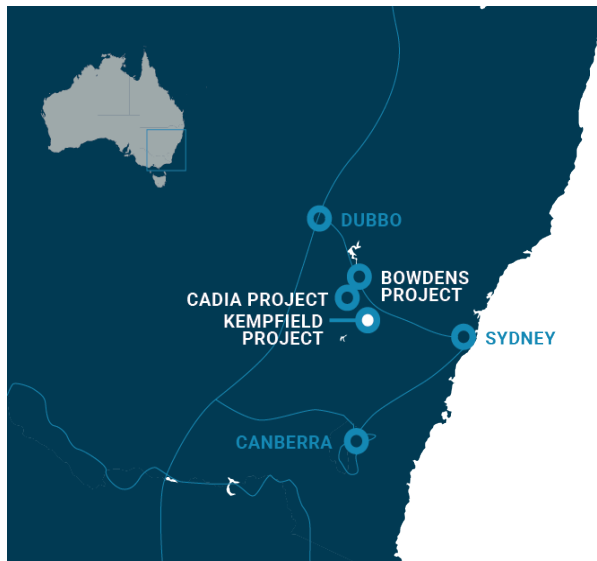 DUBBO
BOWDENS
PROJECT
CADIA PROJECT
KEMPFIELD
PROJECT
SYDNEY
CANBERRA